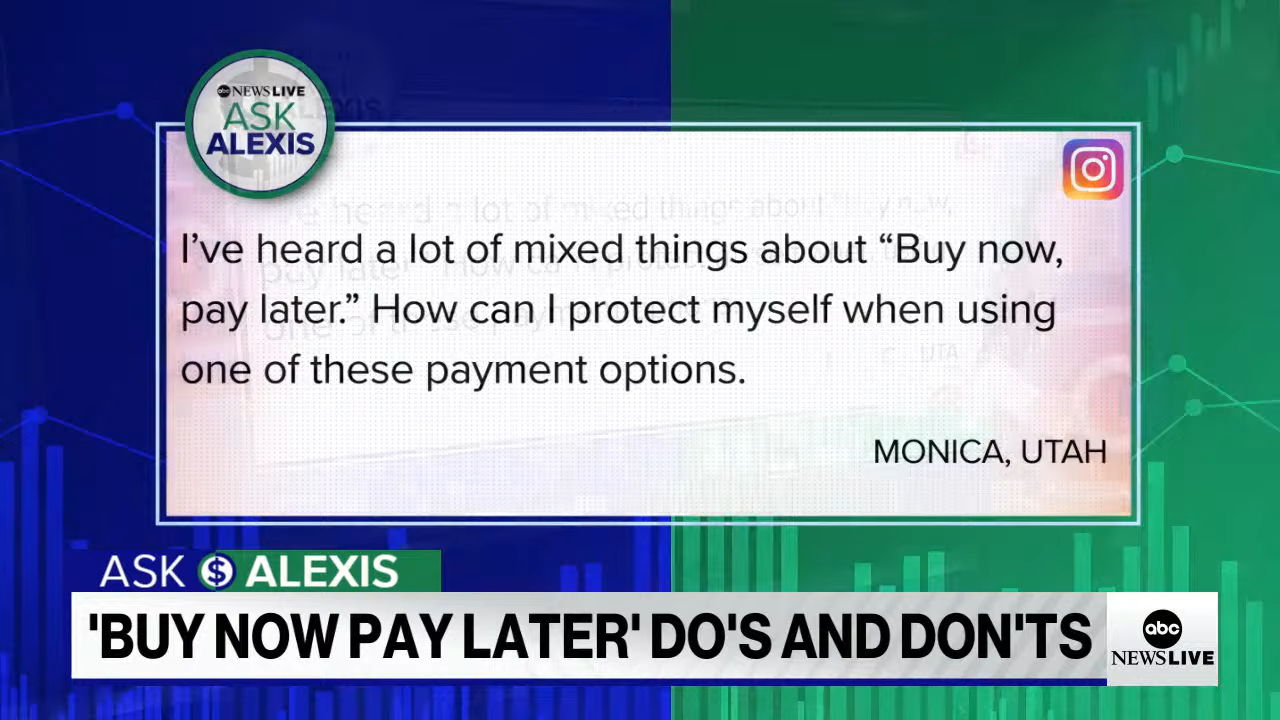 abc NEWS LIVE
ASK
ALEXIS
I've heard a lot of mixed things about “Buy now,
pay later.” How can I protect myself when using
one of these payment options.
MONICA, UTAH
ASK $ ALEXIS
'BUY NOW PAY LATER' DO'S AND DON'TS
abc
NEWS LIVE